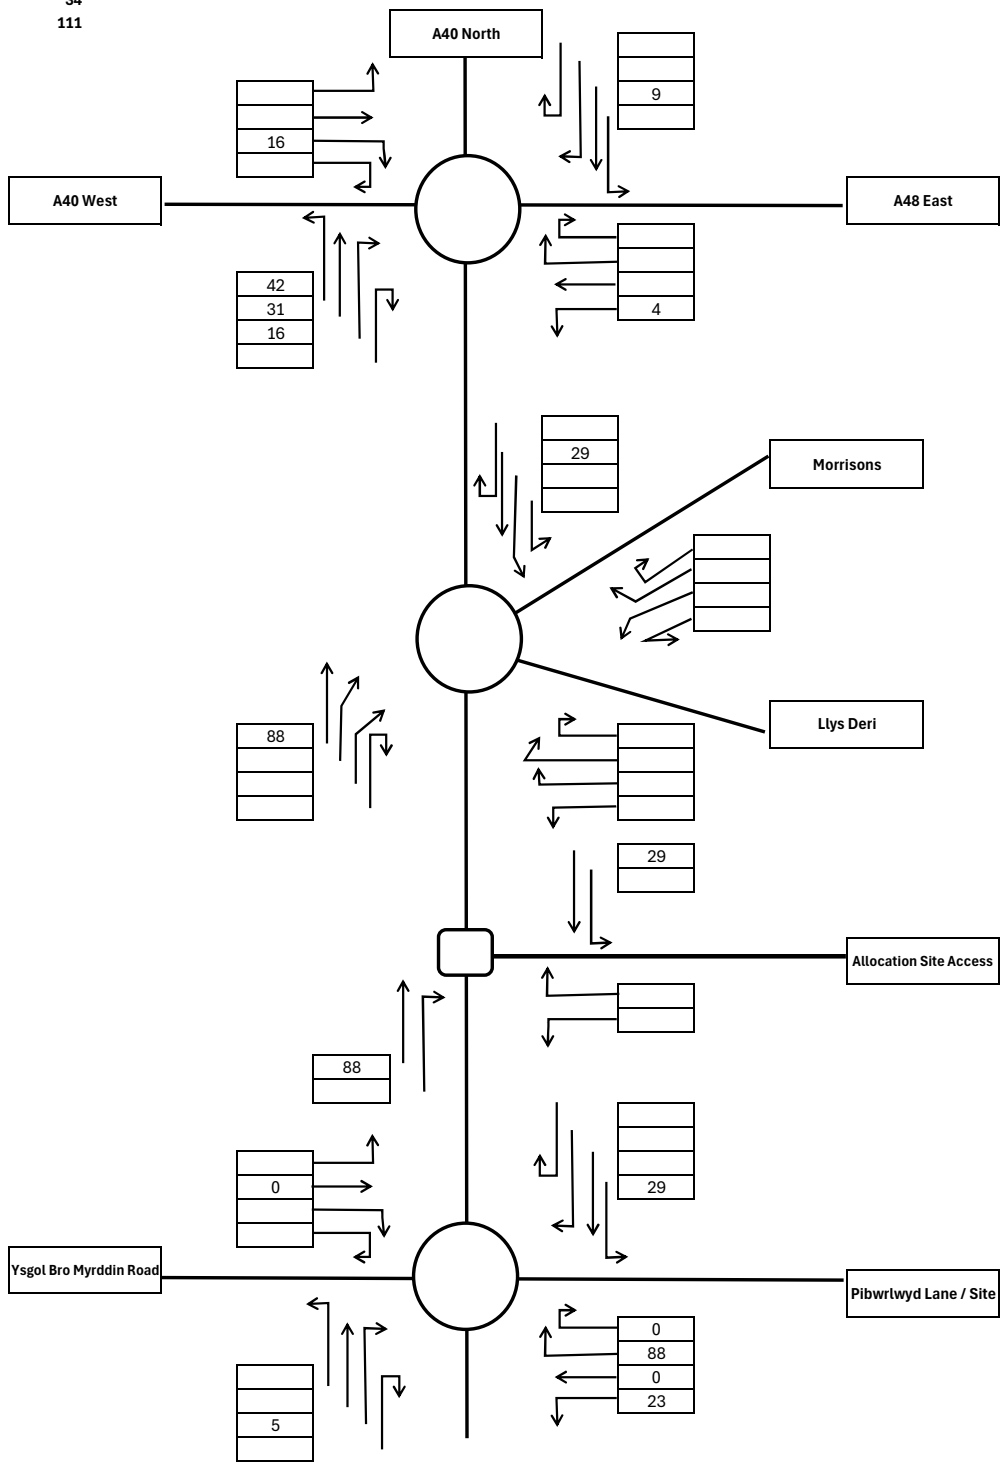 34
111
A40 North
9
16
A40 West
A48 East
42
31
16
4
29
Morrisons
88
Llys Deri
29
Allocation Site Access
88
0
29
Ysgol Bro Myrddin Road
Pibwrlwyd Lane / Site
0
88
0
23
5